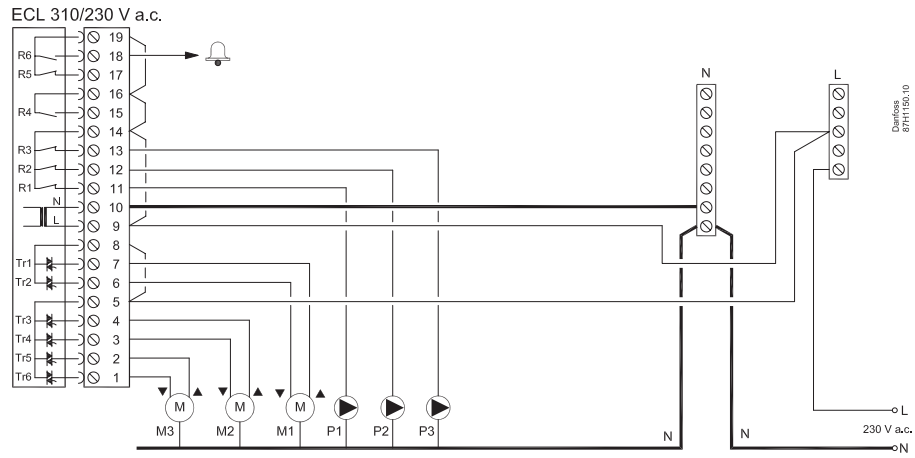 ECL 310/230 V a.c.
19
R6 18
R5 17
16
R4 15
14
R3 13
R2 12
R1 11
N 10
L 9
8
Tr1 7
Tr2 6
5
Tr3 4
Tr4 3
Tr5 2
Tr6 1
N
L
Danfoss
87H1150.10
M M M
M3 M2 M1 P1 P2 P3
N N
L
230 V a.c.
N